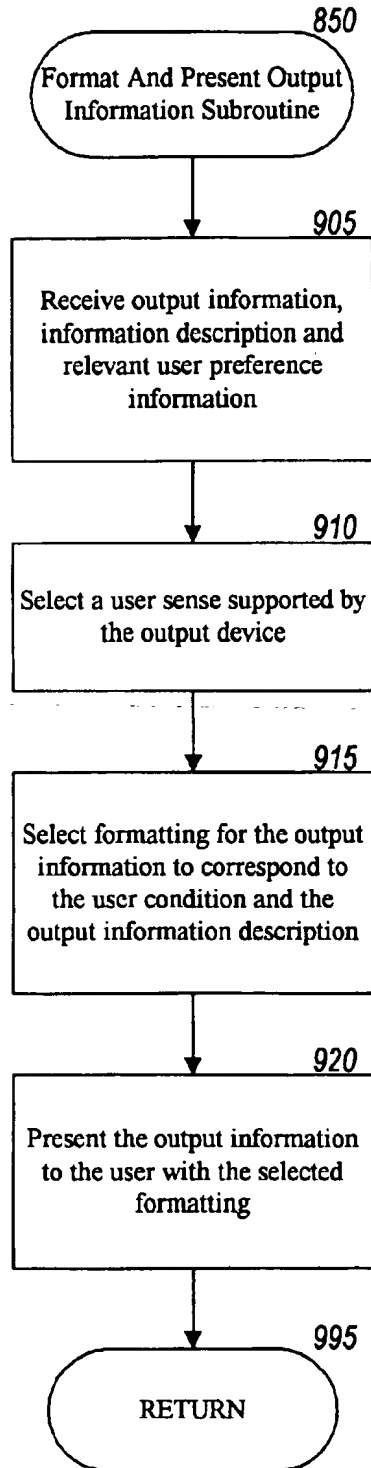 850
Format And Present Output
Information Subroutine
905
Receive output information,
information description and
relevant user preference
information
910
Select a user sense supported by
the output device
915
Select formatting for the output
information to correspond to
the user condition and the
output information description
920
Present the output information
to the user with the selected
formatting
995
RETURN